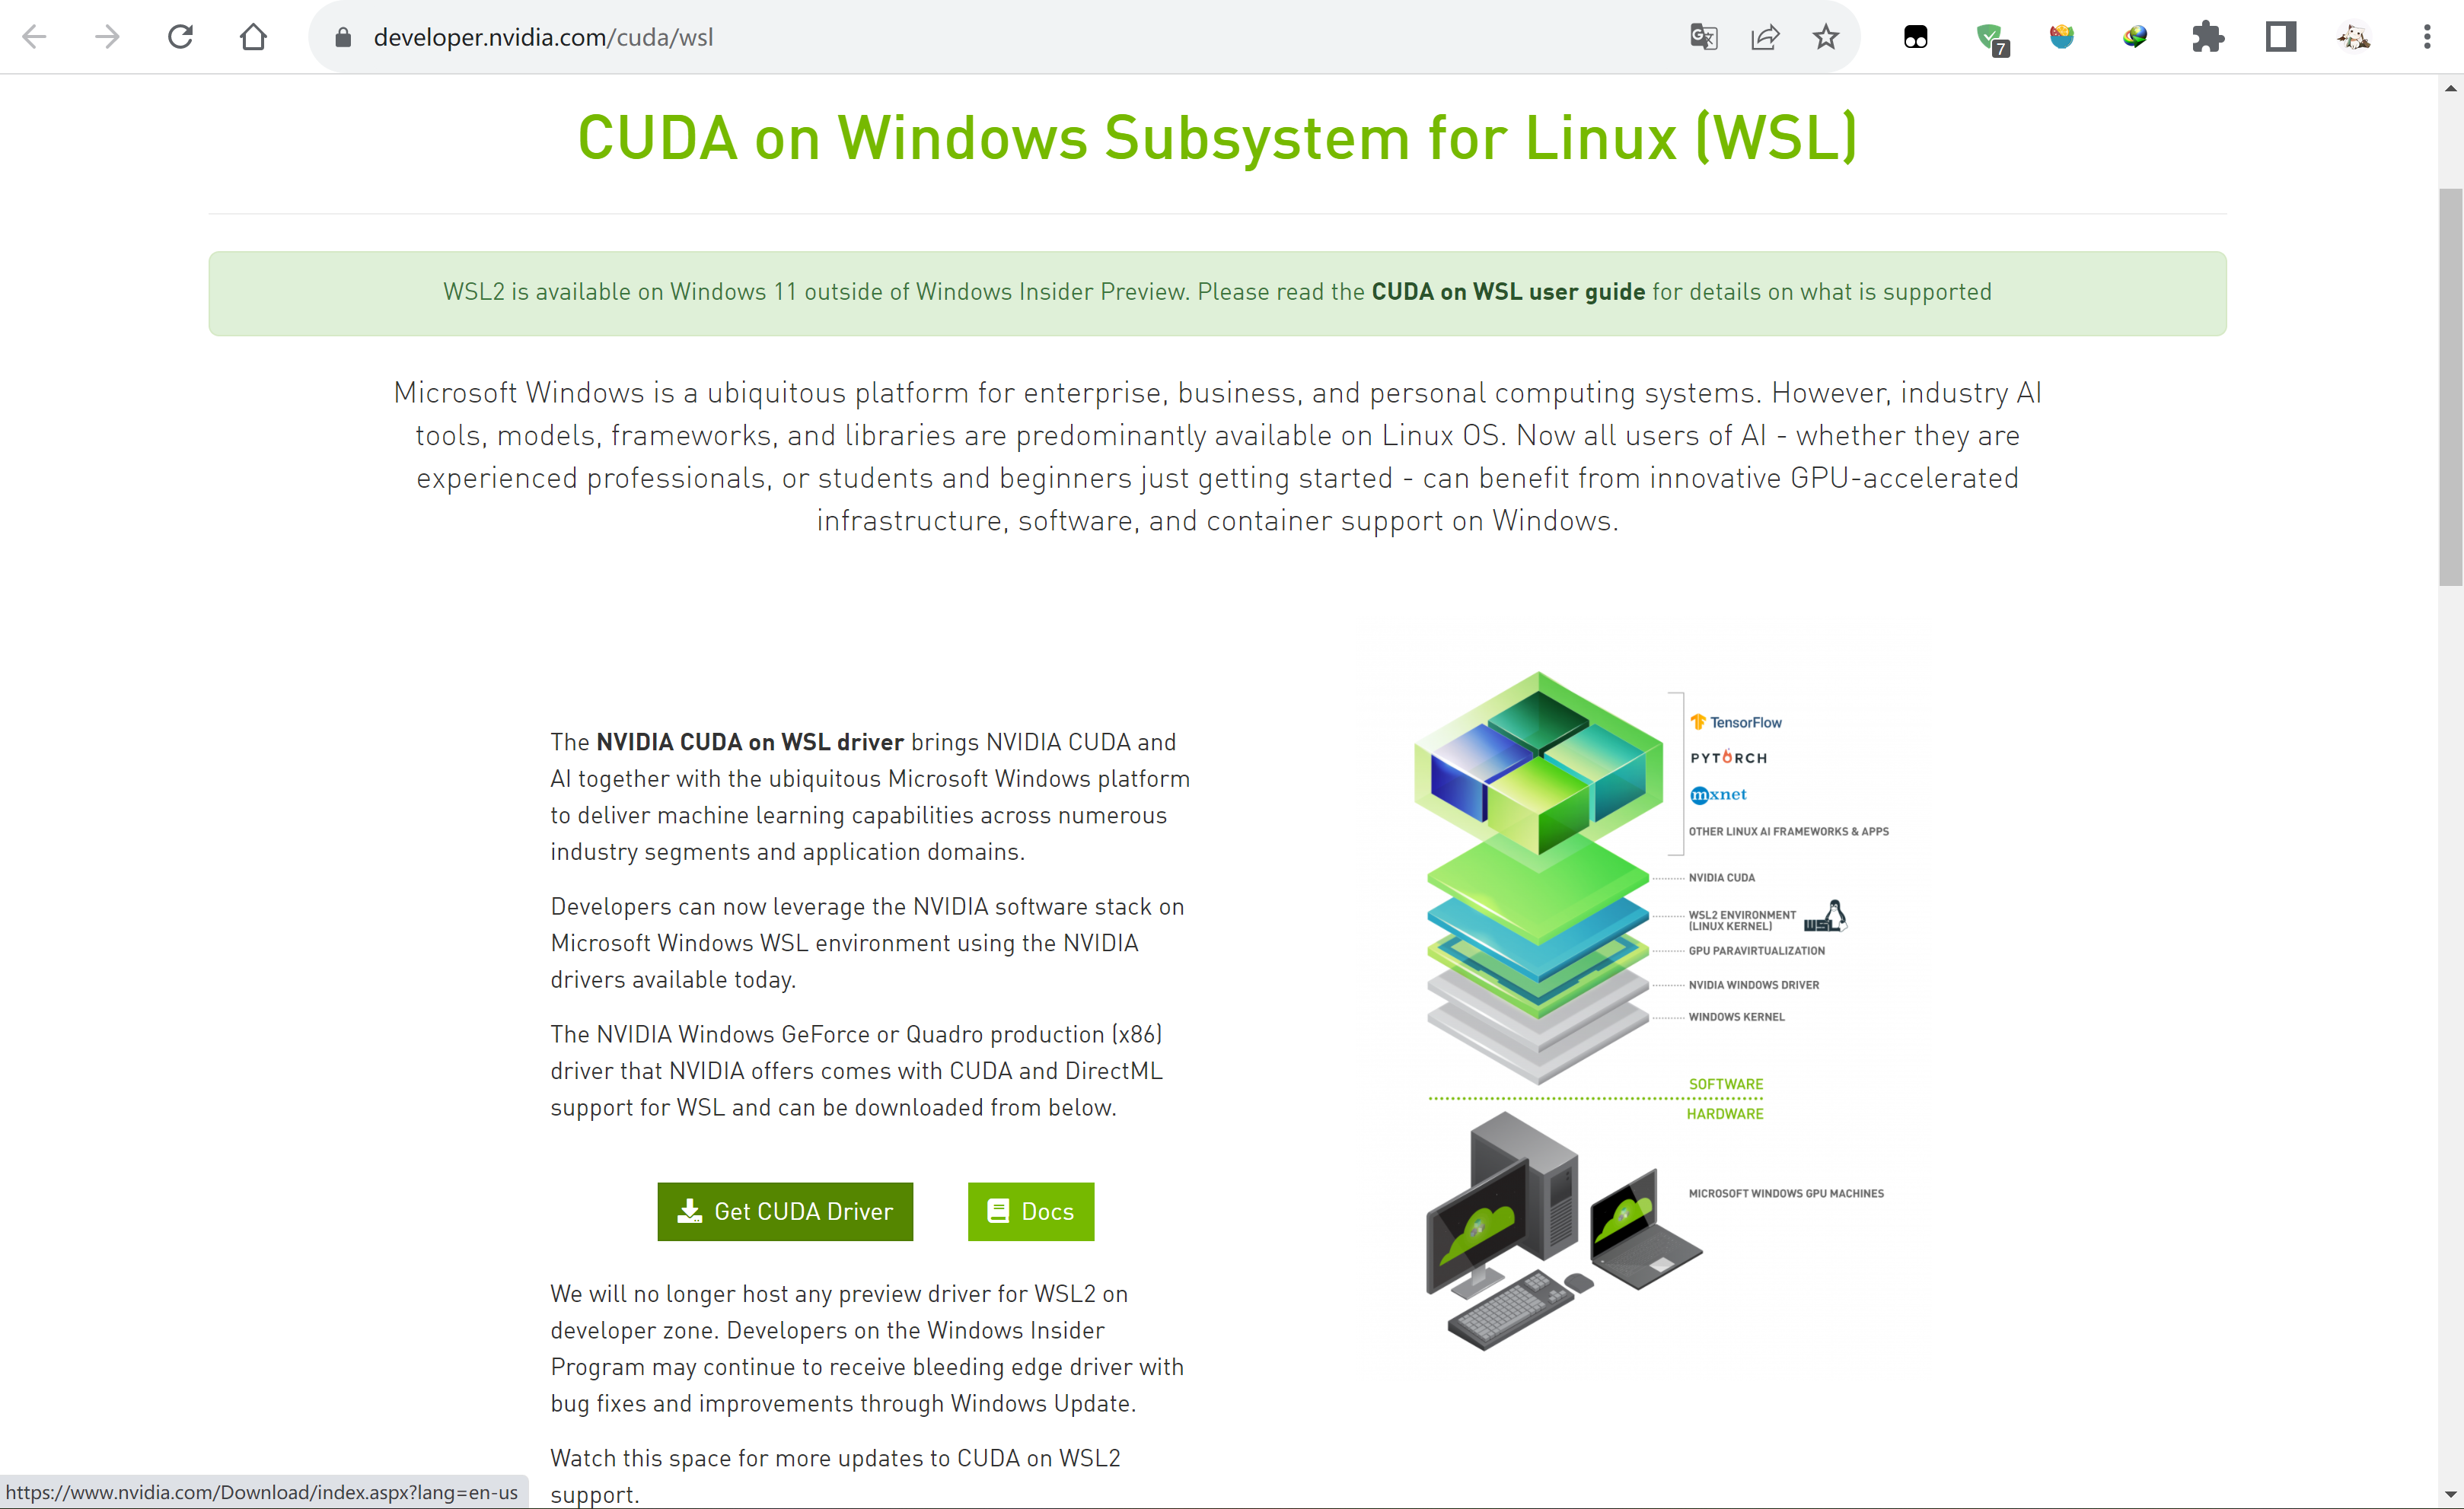 developer.nvidia.com/cuda/wsl
7
CUDA on Windows Subsystem for Linux (WSL)
WSL2 is available on Windows 11 outside of Windows Insider Preview. Please read the CUDA on WSL user guide for details on what is supported
Microsoft Windows is a ubiquitous platform for enterprise, business, and personal computing systems. However, industry AI
tools, models, frameworks, and libraries are predominantly available on Linux OS. Now all users of AI - whether they are
experienced professionals, or students and beginners just getting started - can benefit from innovative GPU-accelerated
infrastructure, software, and container support on Windows.
The NVIDIA CUDA on WSL driver brings NVIDIA CUDA and
AI together with the ubiquitous Microsoft Windows platform
to deliver machine learning capabilities across numerous
industry segments and application domains.
Developers can now leverage the NVIDIA software stack on
Microsoft Windows WSL environment using the NVIDIA
drivers available today.
The NVIDIA Windows GeForce or Quadro production (x86)
driver that NVIDIA offers comes with CUDA and DirectML
support for WSL and can be downloaded from below.
Get CUDA Driver
Docs
We will no longer host any preview driver for WSL2 on
developer zone. Developers on the Windows Insider
Program may continue to receive bleeding edge driver with
bug fixes and improvements through Windows Update.
Watch this space for more updates to CUDA on WSL2
support.
TensorFlow
PYTORCH
mxnet
OTHER LINUX AI FRAMEWORKS & APPS
NVIDIA CUDA
WSL2 ENVIRONMENT
(LINUX KERNEL)
WSL
GPU PARAVIRTUALIZATION
NVIDIA WINDOWS DRIVER
WINDOWS KERNEL
SOFTWARE
HARDWARE
MICROSOFT WINDOWS GPU MACHINES
https://www.nvidia.com/Download/index.aspx?lang=en-us